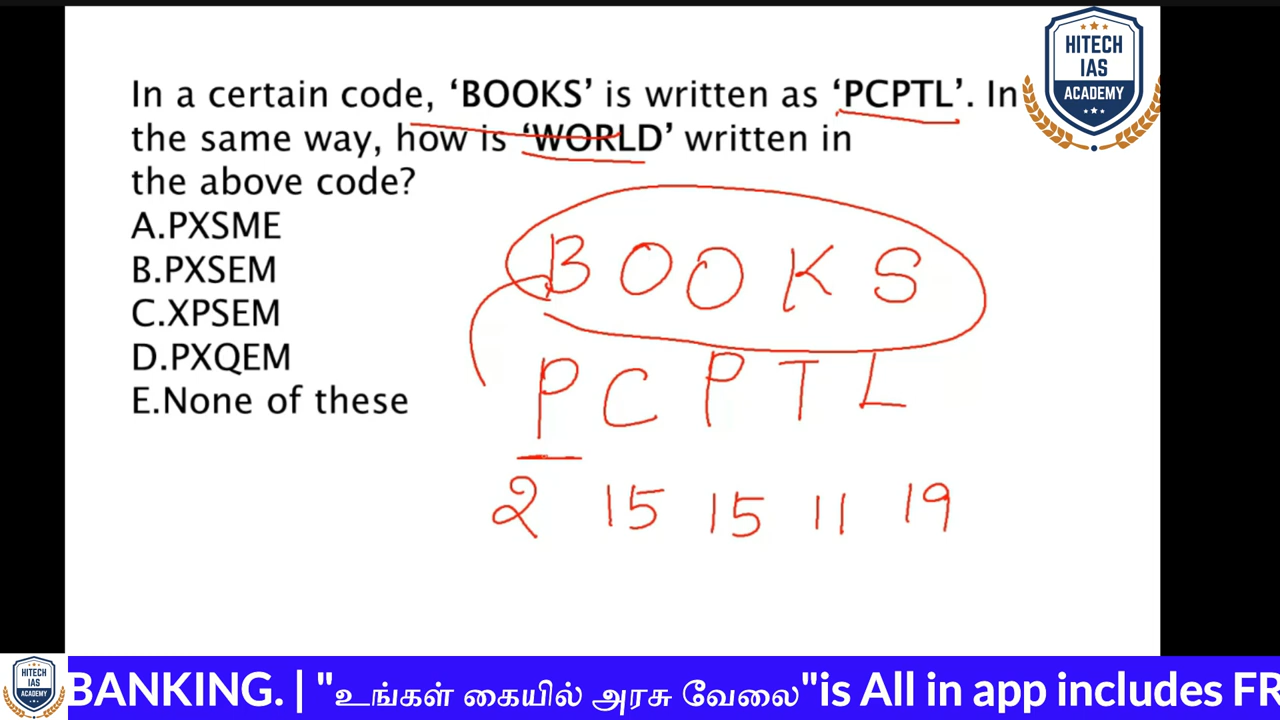 In a certain code, ‘BOOKS’ is written as ‘PCPTL’. In
the same way, how is ‘WORLD’ written in
the above code?
A.PXSME
B.PXSEM
C.XPSEM
D.PXQEM
E.None of these
HITECH
IAS
ACADEMY
B O O K S
P C P T L
2 15 15 11 19
HITECH
IAS
ACADEMY
BANKING. | "உங்கள் கையில் அரசு வேலை"is All in app includes FR